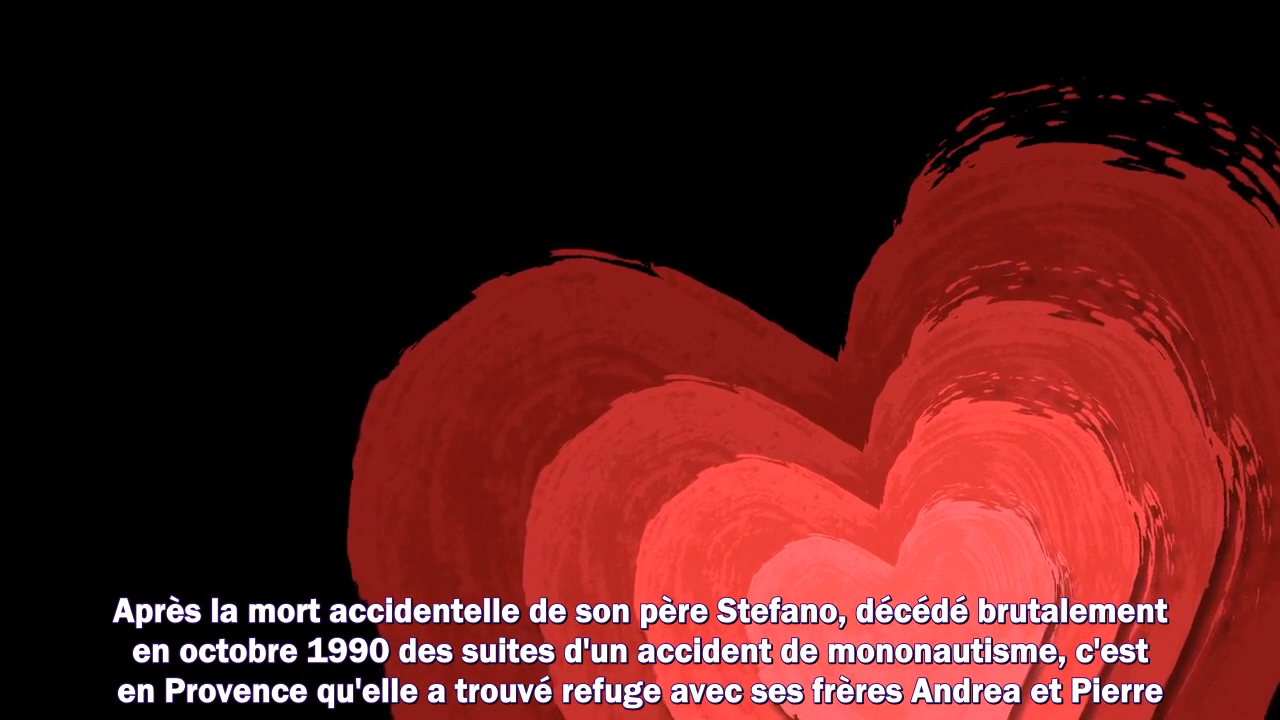 Après la mort accidentelle de son père Stefano, décédé brutalement
en octobre 1990 des suites d'un accident de mononautisme, c'est
en Provence qu'elle a trouvé refuge avec ses frères Andrea et Pierre